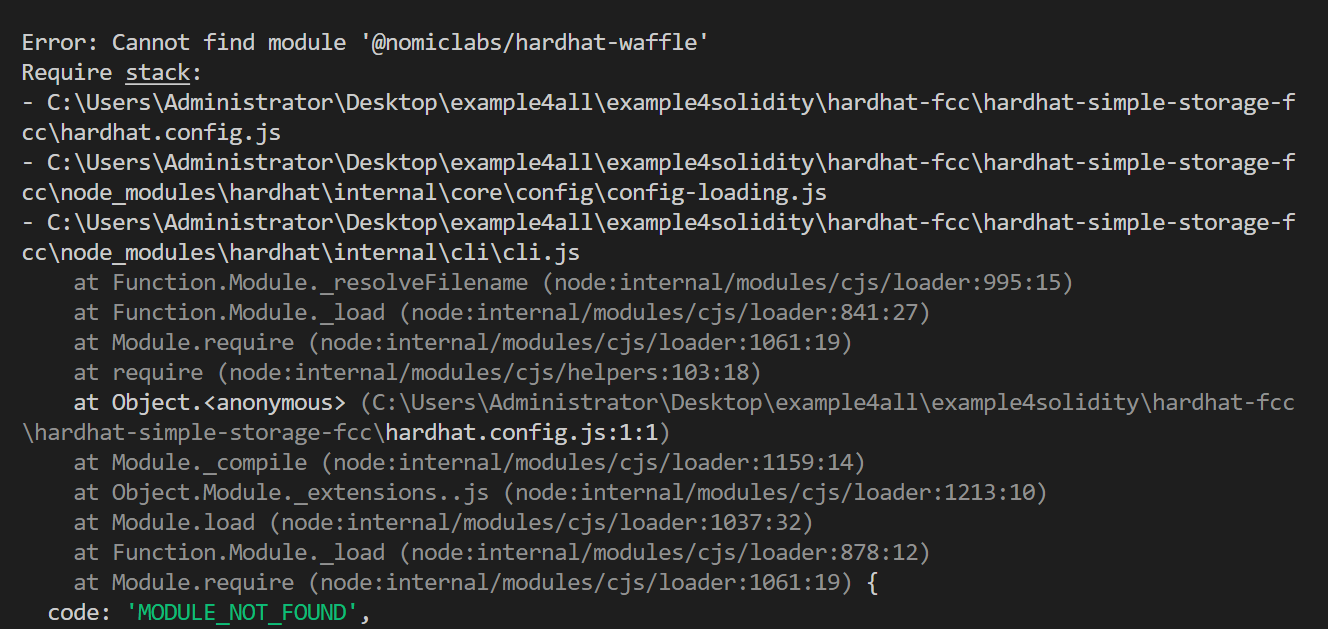 Error: Cannot find module '@nomiclabs/hardhat-waffle'
Require stack:
- C:\Users\Administrator\Desktop\example4all\example4solidity\hardhat-fcc\hardhat-simple-storage-f
cc\hardhat.config.js
- C:\Users\Administrator\Desktop\example4all\example4solidity\hardhat-fcc\hardhat-simple-storage-f
cc\node_modules\hardhat\internal\core\config\config-loading.js
- C:\Users\Administrator\Desktop\example4all\example4solidity\hardhat-fcc\hardhat-simple-storage-f
cc\node_modules\hardhat\internal\cli\cli.js
    at Function.Module._resolveFilename (node:internal/modules/cjs/loader:995:15)
    at Function.Module._load (node:internal/modules/cjs/loader:841:27)
    at Module.require (node:internal/modules/cjs/loader:1061:19)
    at require (node:internal/modules/cjs/helpers:103:18)
    at Object.<anonymous> (C:\Users\Administrator\Desktop\example4all\example4solidity\hardhat-fcc
\hardhat-simple-storage-fcc\hardhat.config.js:1:1)
    at Module._compile (node:internal/modules/cjs/loader:1159:14)
    at Object.Module._extensions..js (node:internal/modules/cjs/loader:1213:10)
    at Module.load (node:internal/modules/cjs/loader:1037:32)
    at Function.Module._load (node:internal/modules/cjs/loader:878:12)
    at Module.require (node:internal/modules/cjs/loader:1061:19) {
  code: 'MODULE_NOT_FOUND',